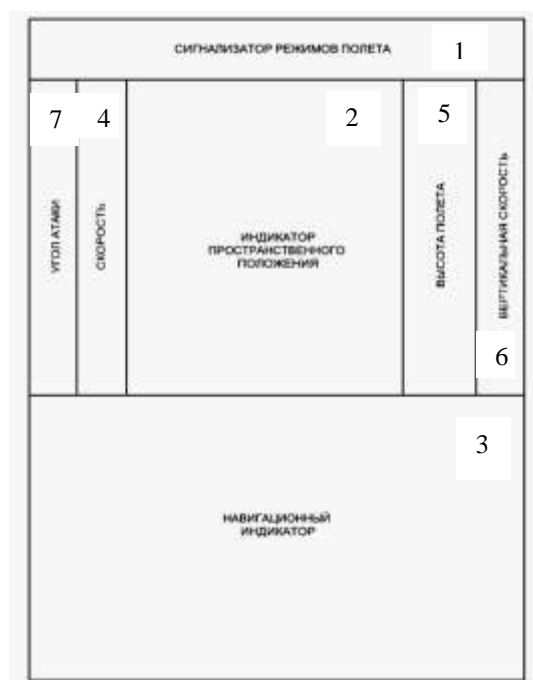 СИГНАЛИЗАТОР РЕЖИМОВ ПОЛЕТА 1
7
4
2
5
УГОЛ АТАКИ
СКОРОСТЬ
ИНДИКАТОР
ПРОСТРАНСТВЕННОГО
ПОЛОЖЕНИЯ
ВЫСОТА ПОЛЕТА
ВЕРТИКАЛЬНАЯ СКОРОСТЬ
6
3
НАВИГАЦИОННЫЙ
ИНДИКАТОР